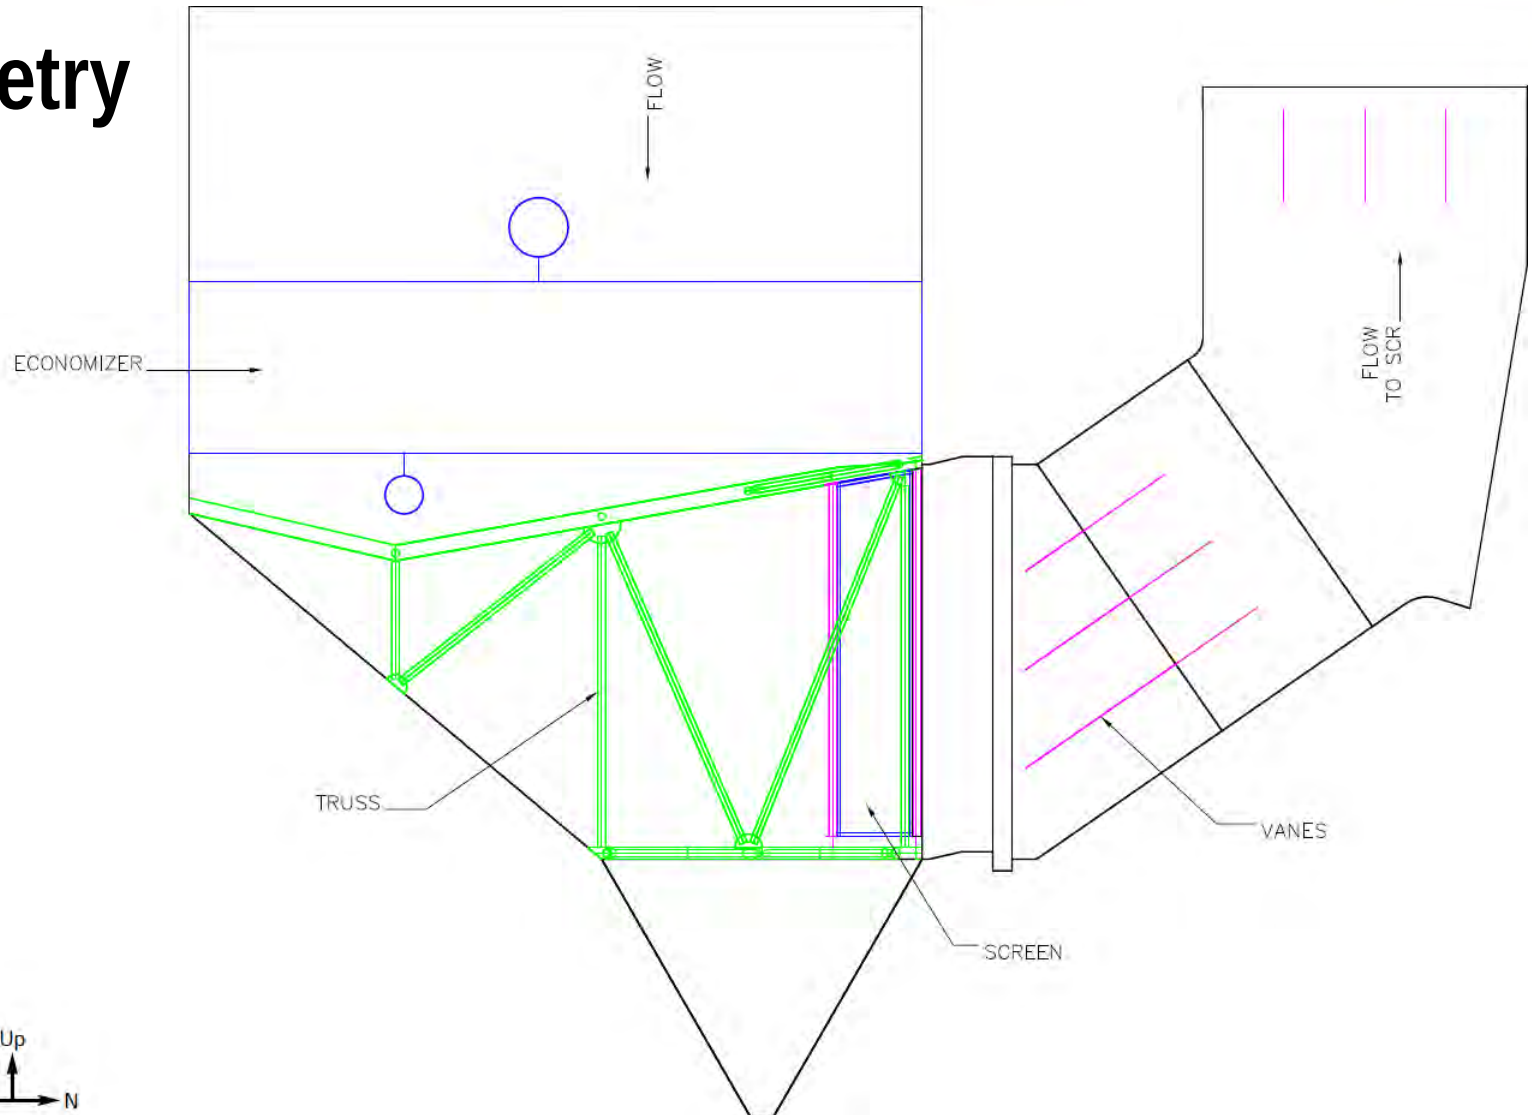 etry
FLOW
ECONOMIZER
FLOW
TO SCR
TRUSS
VANES
SCREEN
Up
N